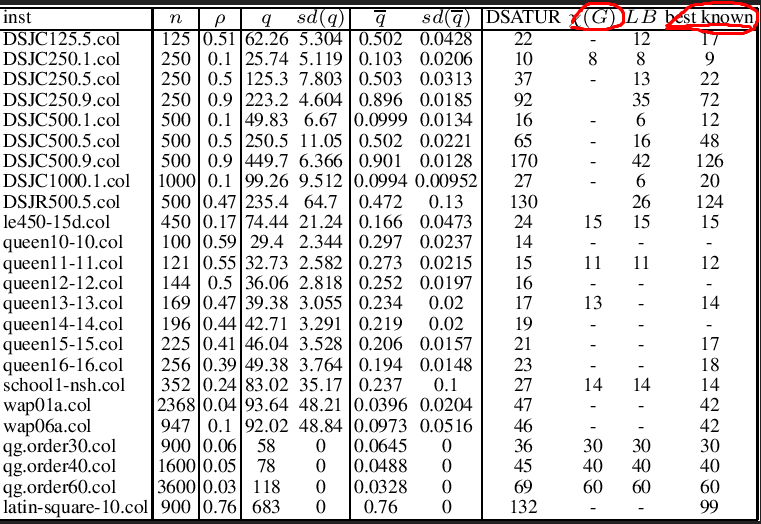 inst n ρ q sd(q) q̅ sd(q̅) DSATUR χ(G) LB best known
DSJC125.5.col 125 0.51 62.26 5.304 0.502 0.0428 22 - 12 17
DSJC250.1.col 250 0.1 25.74 5.119 0.103 0.0206 10 8 8 9
DSJC250.5.col 250 0.5 125.3 7.803 0.503 0.0313 37 - 13 22
DSJC250.9.col 250 0.9 223.2 4.604 0.896 0.0185 92 35 72
DSJC500.1.col 500 0.1 49.83 6.67 0.0999 0.0134 16 - 6 12
DSJC500.5.col 500 0.5 250.5 11.05 0.502 0.0221 65 - 16 48
DSJC500.9.col 500 0.9 449.7 6.366 0.901 0.0128 170 - 42 126
DSJC1000.1.col 1000 0.1 99.26 9.512 0.0994 0.00952 27 - 6 20
DSJR500.5.col 500 0.47 235.4 64.7 0.472 0.13 130 26 124
le450-15d.col 450 0.17 74.44 21.24 0.166 0.0473 24 15 15 15
queen10-10.col 100 0.59 29.4 2.344 0.297 0.0237 14 - - -
queen11-11.col 121 0.55 32.73 2.582 0.273 0.0215 15 11 11 12
queen12-12.col 144 0.5 36.06 2.818 0.252 0.0197 16 - - -
queen13-13.col 169 0.47 39.38 3.055 0.234 0.02 17 13 - 14
queen14-14.col 196 0.44 42.71 3.291 0.219 0.02 19 - - -
queen15-15.col 225 0.41 46.04 3.528 0.206 0.0157 21 - - 17
queen16-16.col 256 0.39 49.38 3.764 0.194 0.0148 23 - - 18
school1-nsh.col 352 0.24 83.02 35.17 0.237 0.1 27 14 14 14
wap01a.col 2368 0.04 93.64 48.21 0.0396 0.0204 47 - - 42
wap06a.col 947 0.1 92.02 48.84 0.0973 0.0516 46 - - 42
qg.order30.col 900 0.06 58 0 0.0645 0 36 30 30 30
qg.order40.col 1600 0.05 78 0 0.0488 0 45 40 40 40
qg.order60.col 3600 0.03 118 0 0.0328 0 69 60 60 60
latin-square-10.col 900 0.76 683 0 0.76 0 132 - - 99